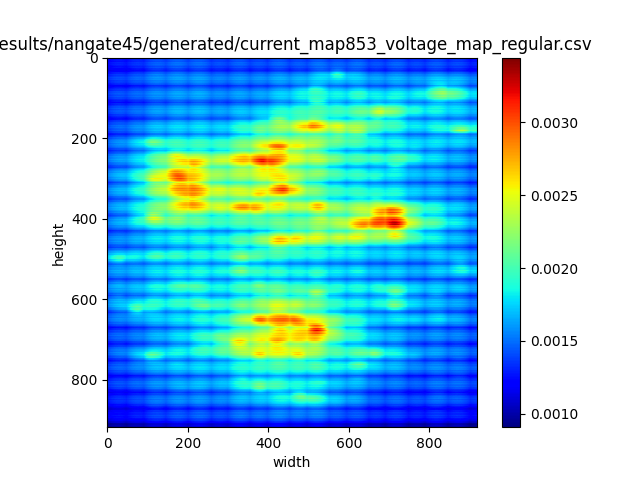 esults/nangate45/generated/current_map853_voltage_map_regular.csv
0
200
400
600
800
height
0 200 400 600 800
width
0.0030
0.0025
0.0020
0.0015
0.0010